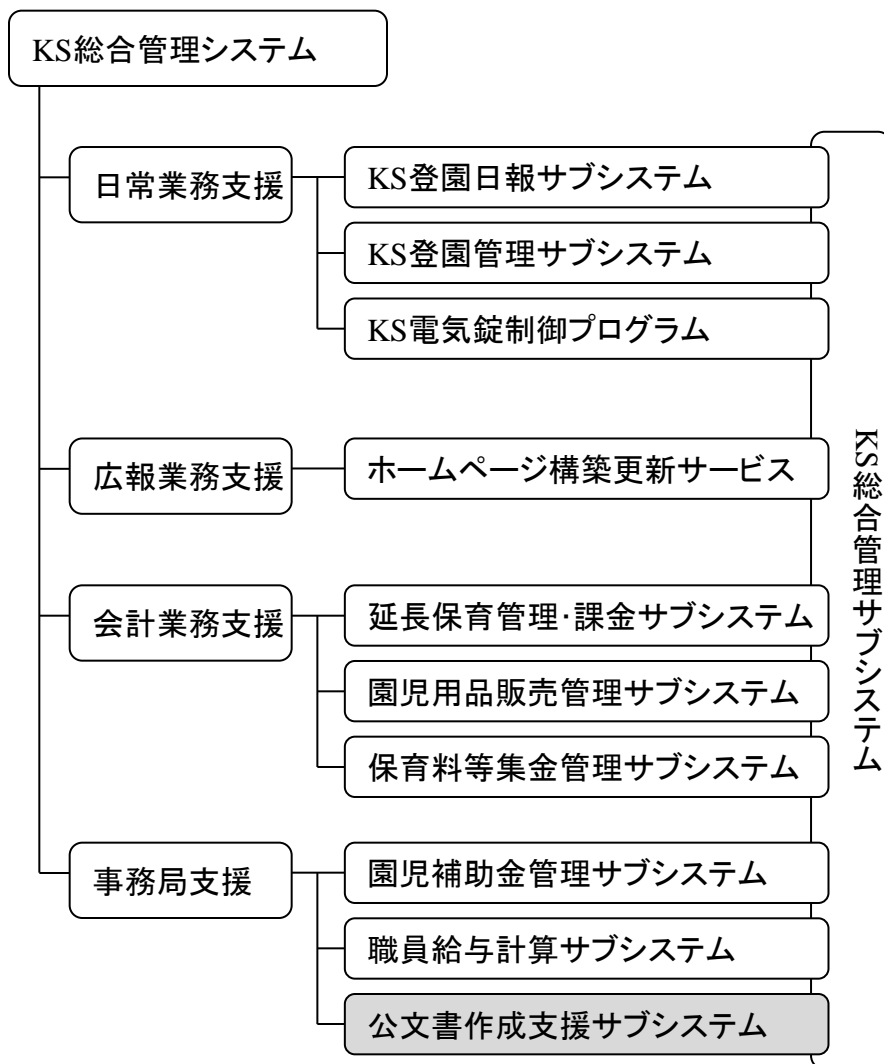 KS総合管理システム
日常業務支援
KS登園日報サブシステム
KS登園管理サブシステム
KS電気錠制御プログラム
広報業務支援
ホームページ構築更新サービス
会計業務支援
延長保育管理･課金サブシステム
園児用品販売管理サブシステム
保育料等集金管理サブシステム
事務局支援
園児補助金管理サブシステム
職員給与計算サブシステム
公文書作成支援サブシステム
KS総合管理サブシステム